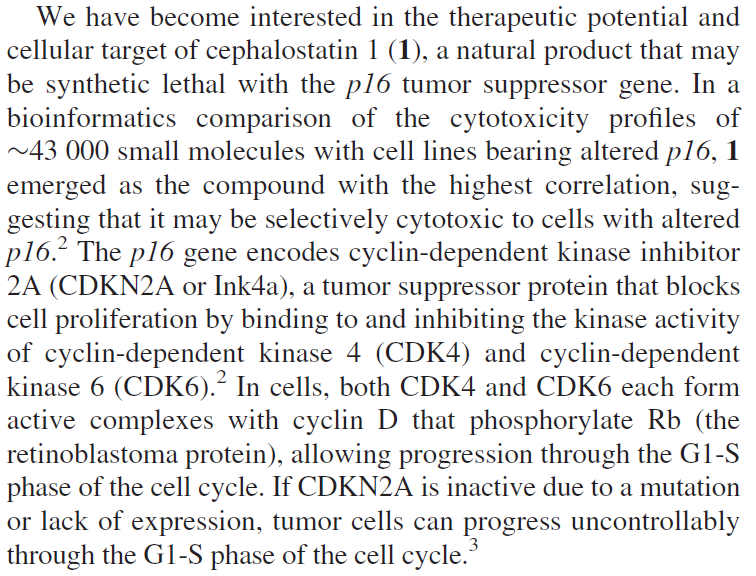 We have become interested in the therapeutic potential and
cellular target of cephalostatin 1 (1), a natural product that may
be synthetic lethal with the p16 tumor suppressor gene. In a
bioinformatics comparison of the cytotoxicity profiles of
~43 000 small molecules with cell lines bearing altered p16, 1
emerged as the compound with the highest correlation, sug-
gesting that it may be selectively cytotoxic to cells with altered
p16.2 The p16 gene encodes cyclin-dependent kinase inhibitor
2A (CDKN2A or Ink4a), a tumor suppressor protein that blocks
cell proliferation by binding to and inhibiting the kinase activity
of cyclin-dependent kinase 4 (CDK4) and cyclin-dependent
kinase 6 (CDK6).2 In cells, both CDK4 and CDK6 each form
active complexes with cyclin D that phosphorylate Rb (the
retinoblastoma protein), allowing progression through the G1-S
phase of the cell cycle. If CDKN2A is inactive due to a mutation
or lack of expression, tumor cells can progress uncontrollably
through the G1-S phase of the cell cycle.3